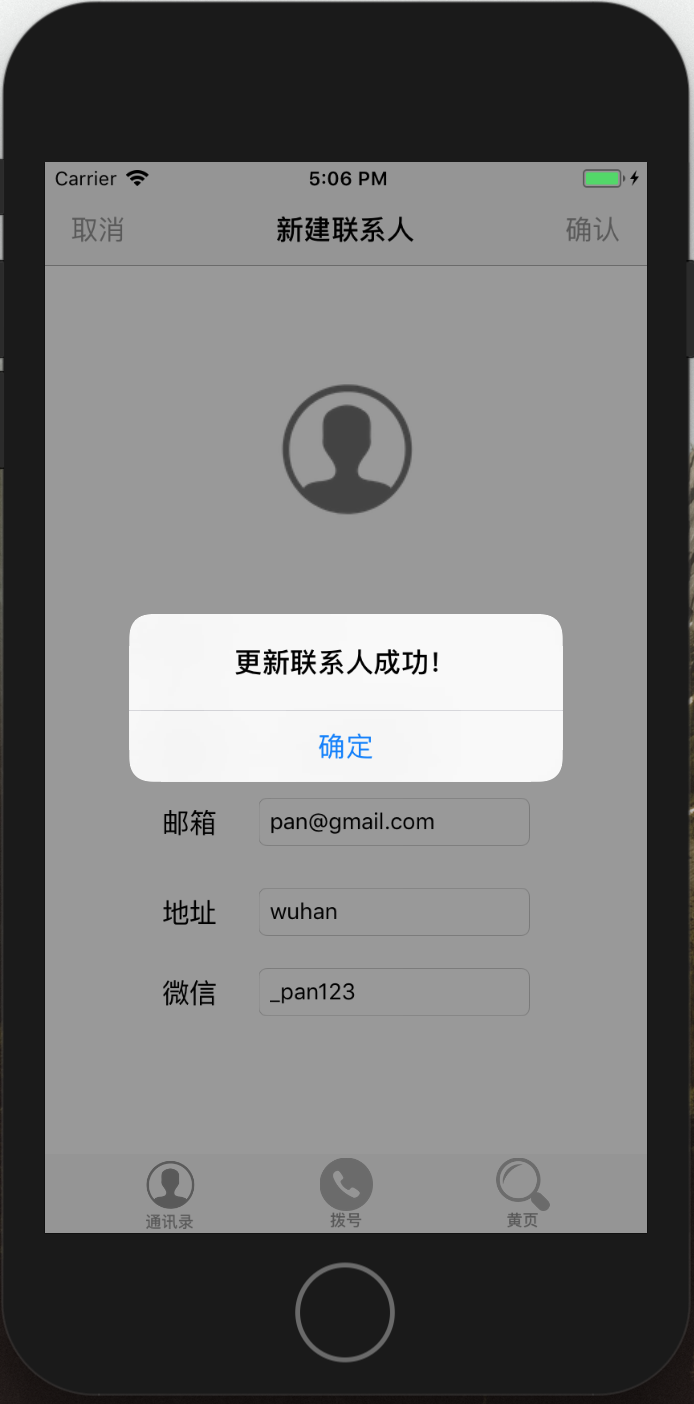 Carrier 5:06 PM
取消 新建联系人 确认
更新联系人成功!
确定
邮箱 pan@gmail.com
地址 wuhan
微信 _pan123
通讯录 拨号 黄页